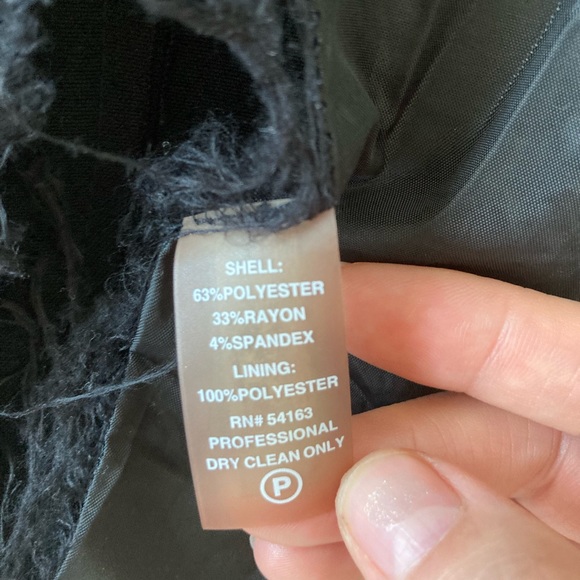 SHELL:
63%POLYESTER
33%RAYON
4%SPANDEX
LINING:
100%POLYESTER
RN# 54163
PROFESSIONAL
DRY CLEAN ONLY
P